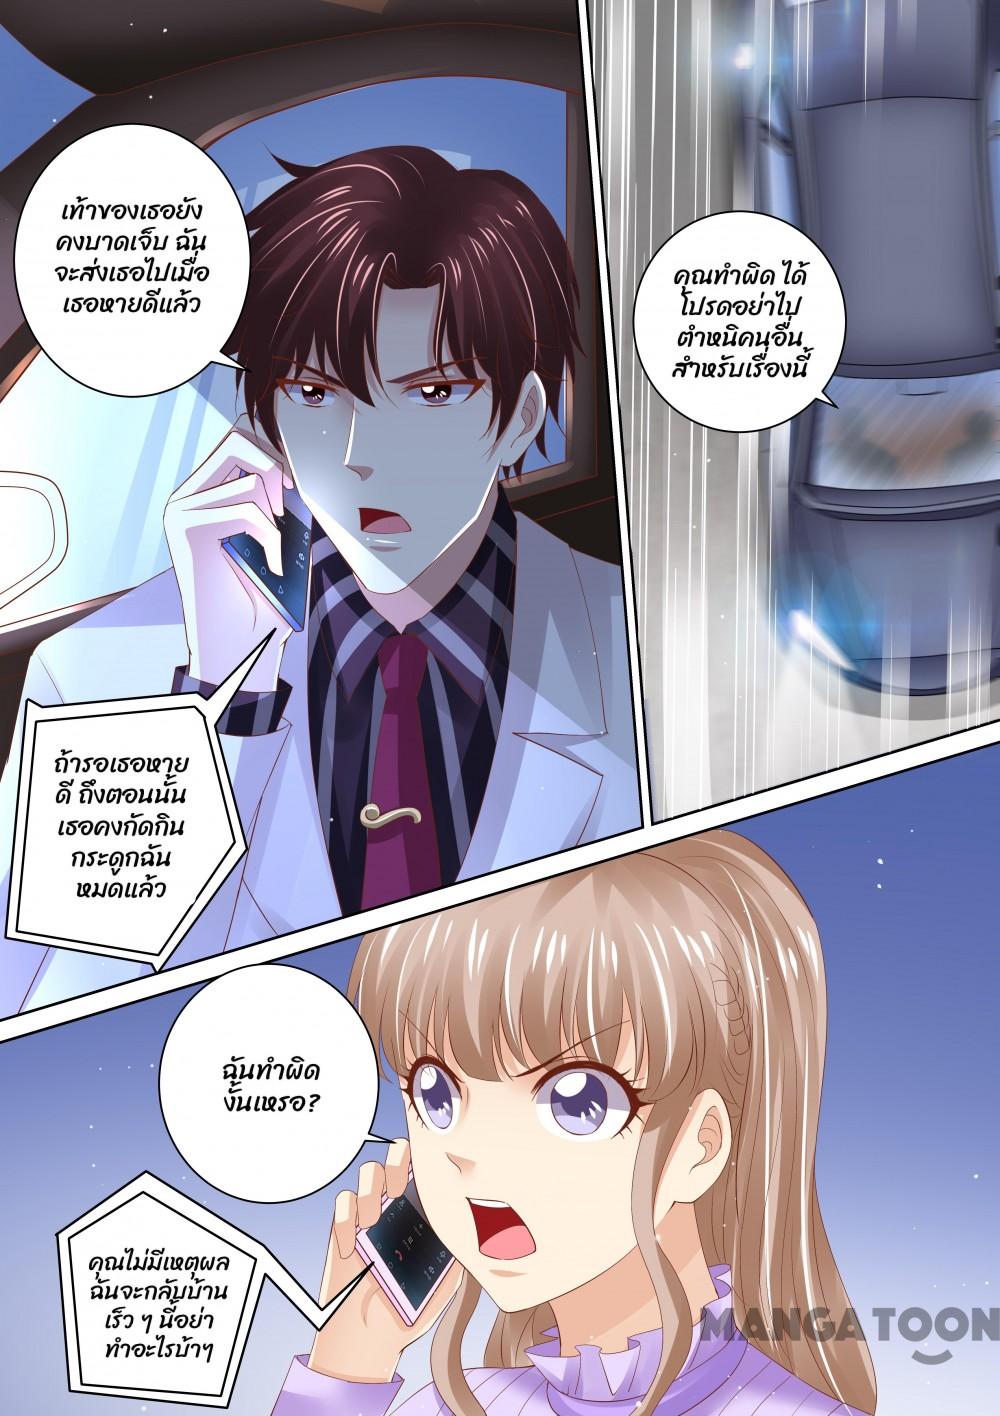 เท้าของเธอยัง
คงบาดเจ็บ ฉัน
จะส่งเธอไปเมื่อ
เธอหายดีแล้ว
คุณทำผิด ได้
โปรดอย่าไป
ตำหนิคนอื่น
สำหรับเรื่องนี้
ถ้ารอเธอหาย
ดี ถึงตอนนั้น
เธอคงกัดกิน
กระดูกฉัน
หมดแล้ว
ฉันทำผิด
งั้นเหรอ?
คุณไม่มีเหตุผล
ฉันจะกลับบ้าน
เร็ว ๆ นี้อย่า
ทำอะไรบ้าๆ
MANGA TOON